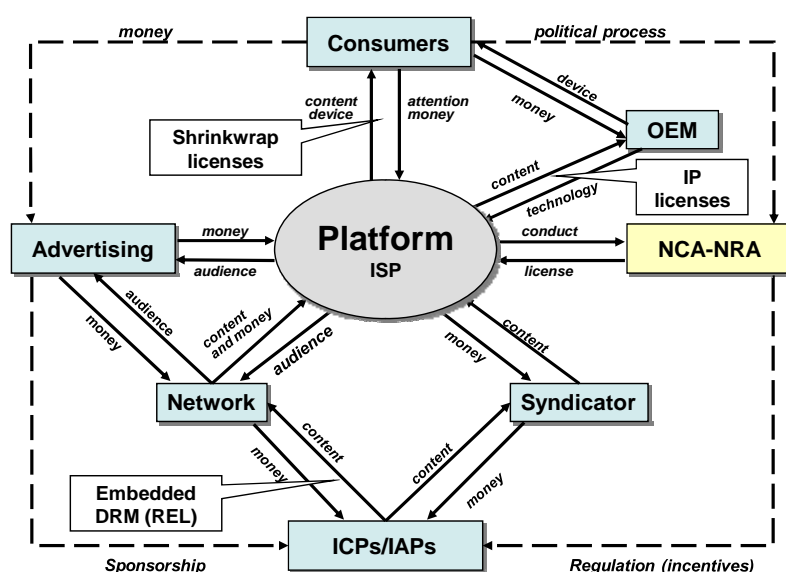 money
Consumers
political process
content
device
attention
money
device
money
OEM
Shrinkwrap
licenses
content
technology
IP
licenses
Advertising
money
audience
Platform
ISP
conduct
license
NCA-NRA
audience
money
content
and money
audience
money
content
Network
Syndicator
content
money
content
money
Embedded
DRM (REL)
ICPs/IAPs
Sponsorship
Regulation (incentives)